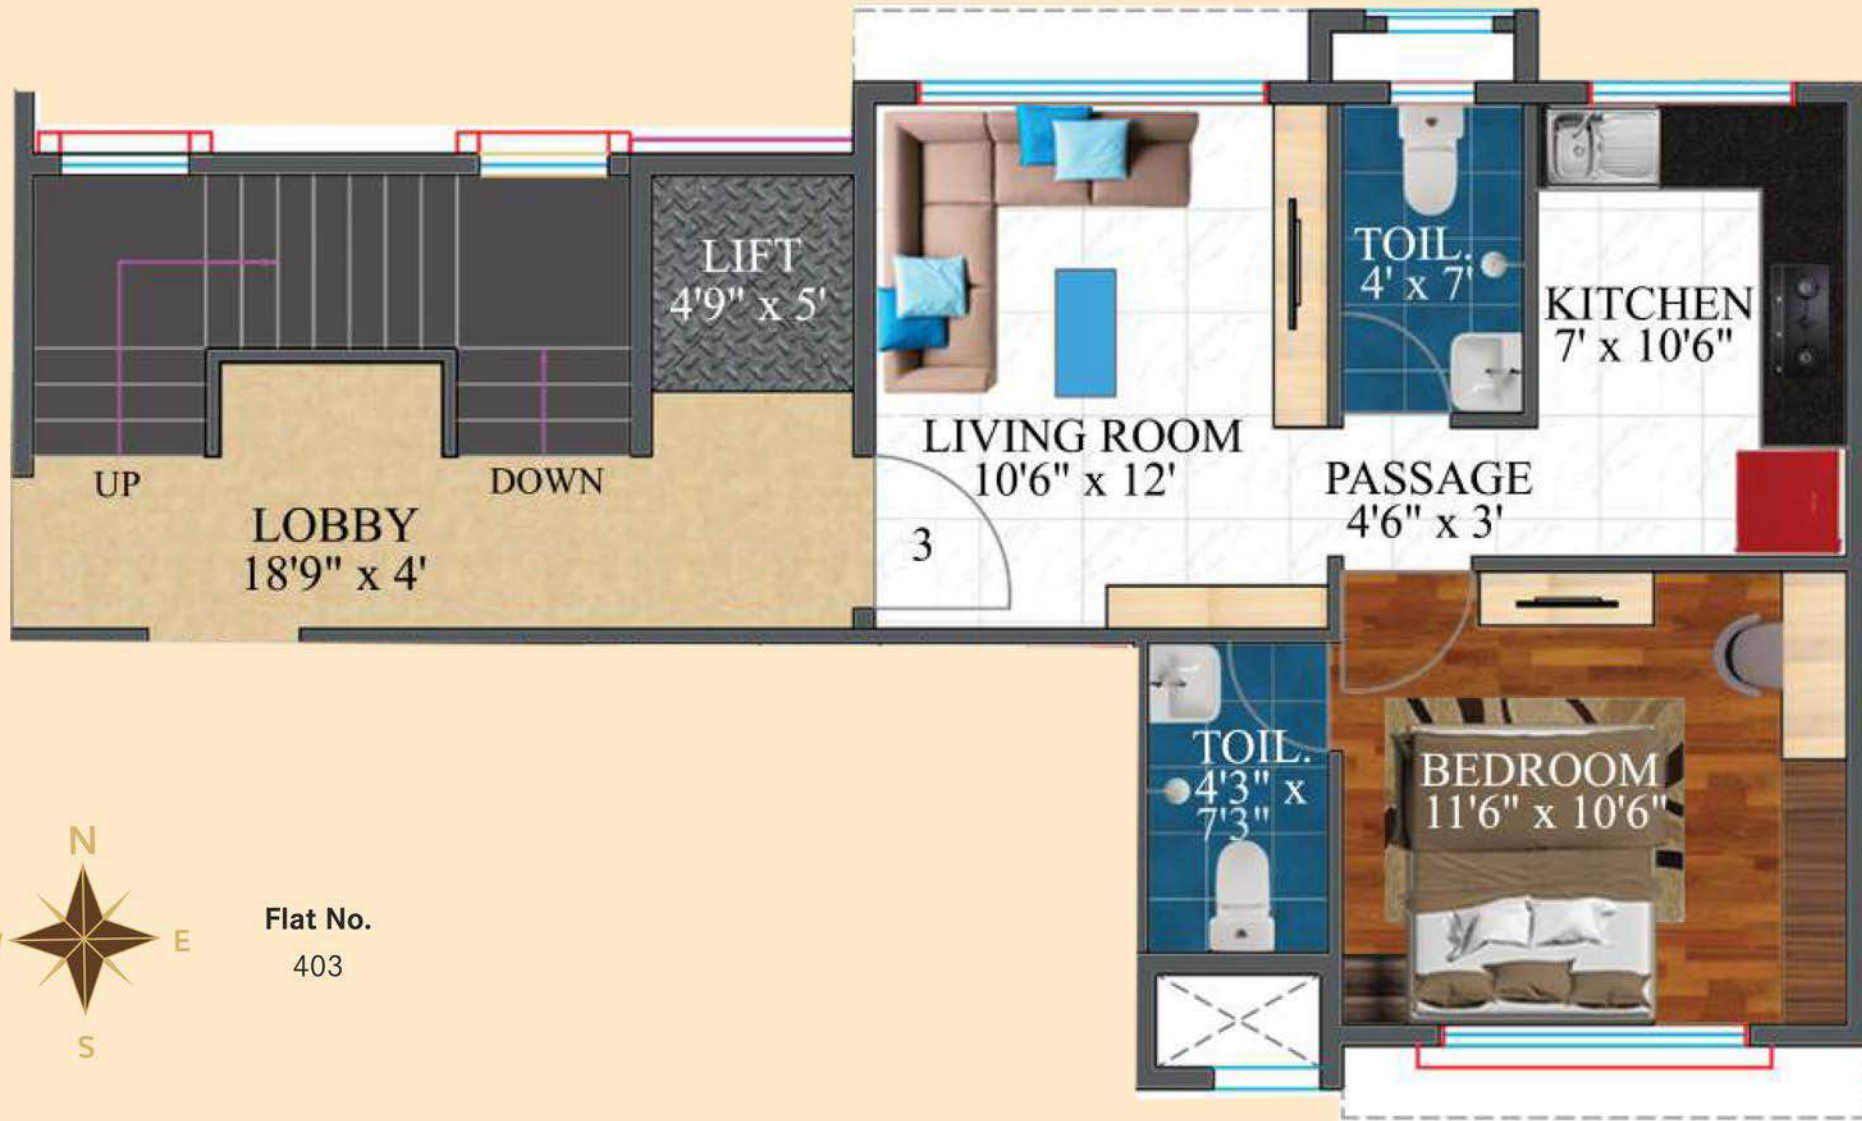 LIFT
4'9" x 5'
TOIL.
4' x 7'
KITCHEN
7' x 10'6"
LIVING ROOM
10'6" x 12'
PASSAGE
4'6" x 3'
UP
DOWN
LOBBY
18'9" x 4'
3
TOIL.
4'3" x
7'3"
BEDROOM
11'6" x 10'6"
N
E
S
Flat No.
403